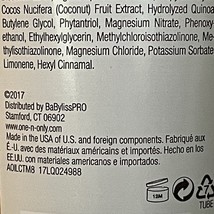 Cocos Nucifera (Coconut) Fruit Extract, Hydrolyzed Quinoa
Butylene Glycol, Phytantriol, Magnesium Nitrate, Phenoxy-
ethanol, Ethylhexylglycerin, Methylchloroisothiazolinone, Me-
thylisothiazolinone, Magnesium Chloride, Potassium Sorbate
Limonene, Hexyl Cinnamal.
©2017
Distributed by BaBylissPRO
Stamford, CT 06902
www.one-n-only.com
Made in the USA of U.S. and foreign components. Fabriqué aux
É.-U. avec des matériaux américains et importés. Hecho en los
EE.UU. con materiales americanos e importados.
AOILCTM8 17L0024988
18M
7
TUBE